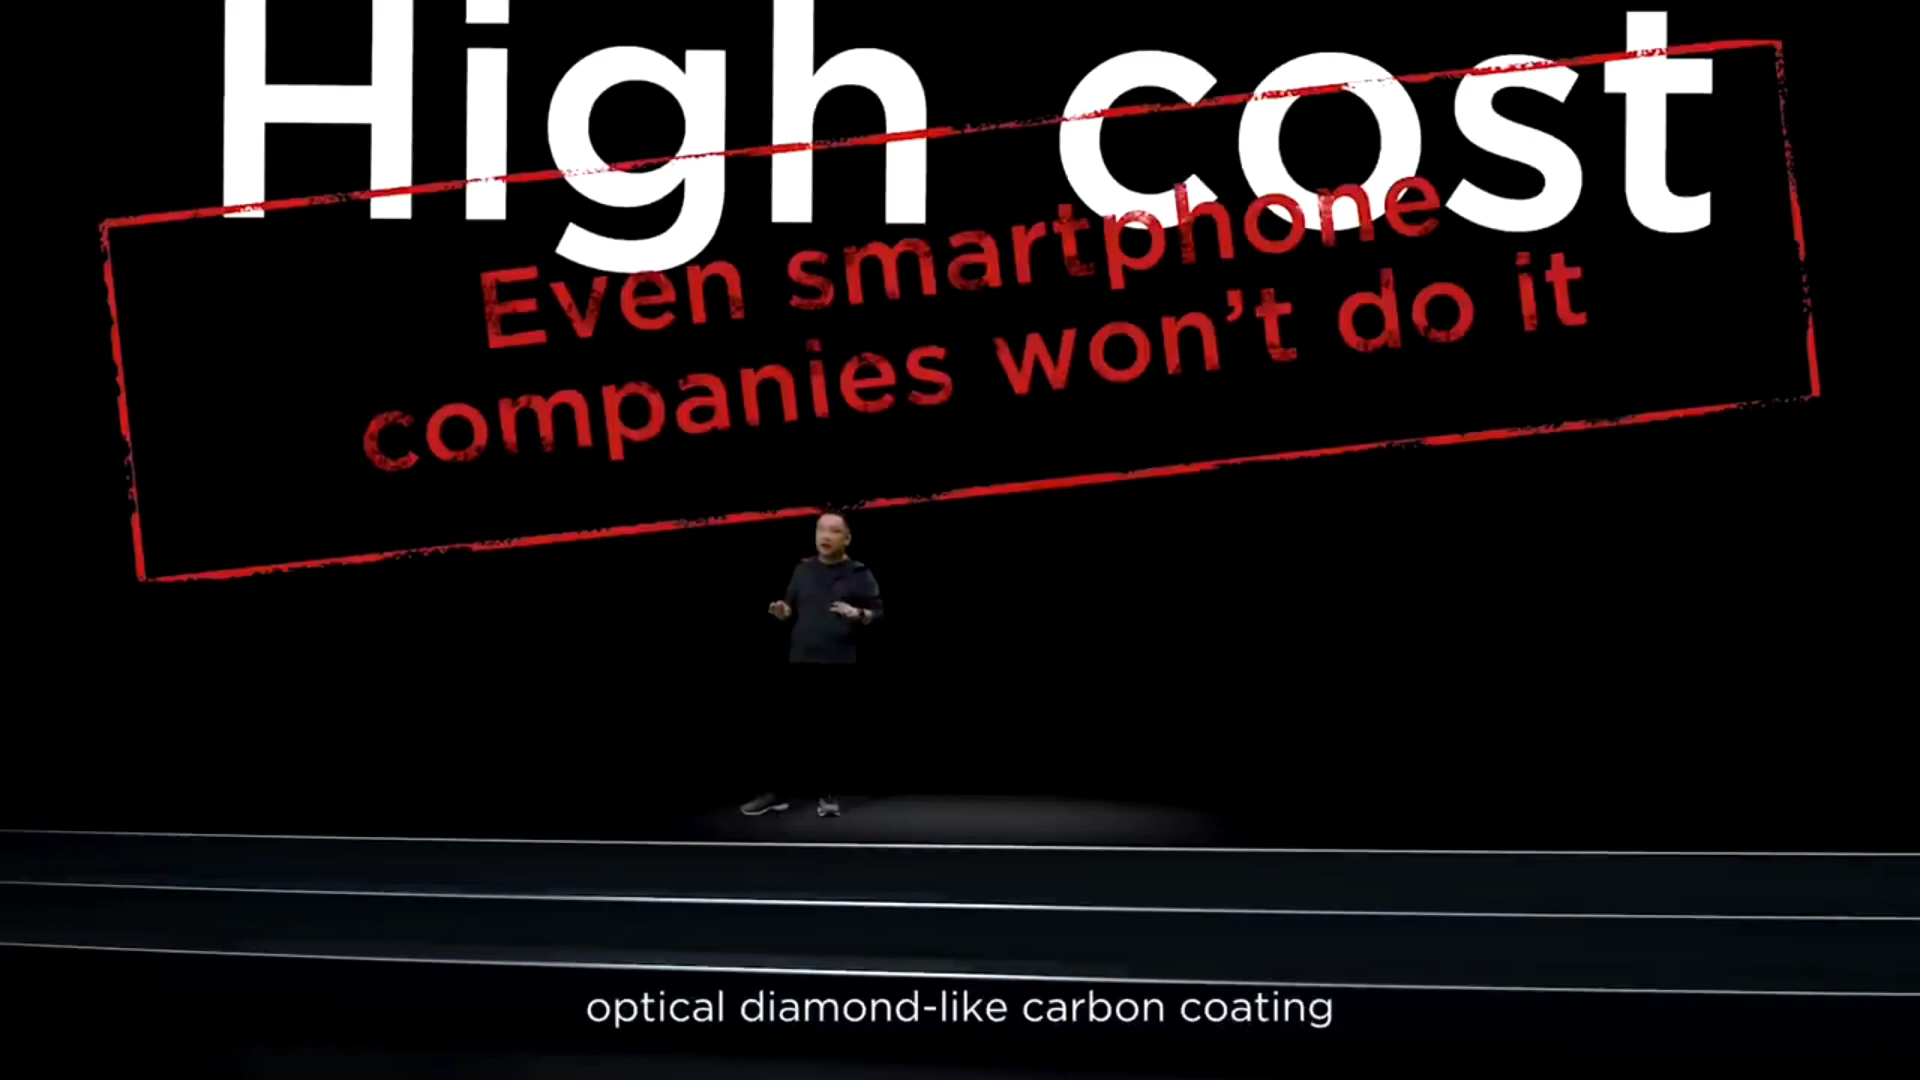 High cost
Even smartphone
companies won't do it
optical diamond-like carbon coating